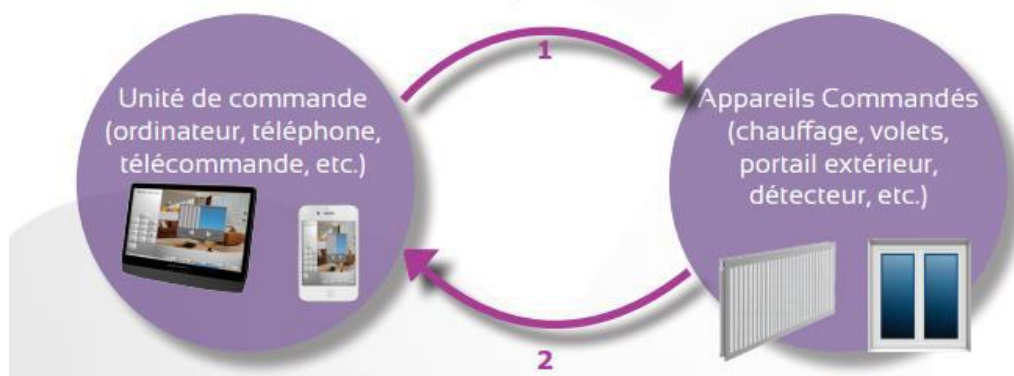 1
Unité de commande
(ordinateur, téléphone,
télécommande, etc.)
Appareils Commandés
(chauffage, volets,
portail extérieur,
détecteur, etc.)
2